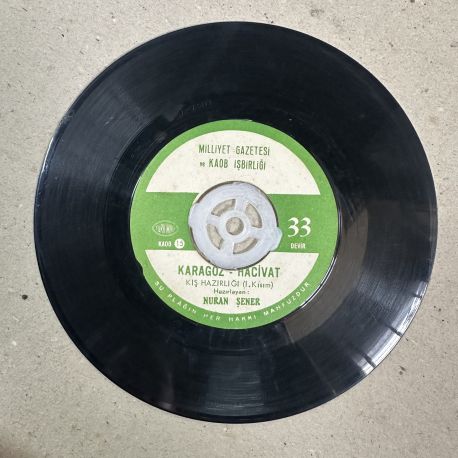 MİLLİYET GAZETESİ
ve KAOB İŞBİRLİĞİ
33
DEVİR
KAOB 15
KARAGÖZ - HACİVAT
KIŞ HAZIRLIĞI (1. Kısım)
Hazırlayan:
NURAN ŞENER
BU PLAĞIN HER HAKKI MAHFUZDUR